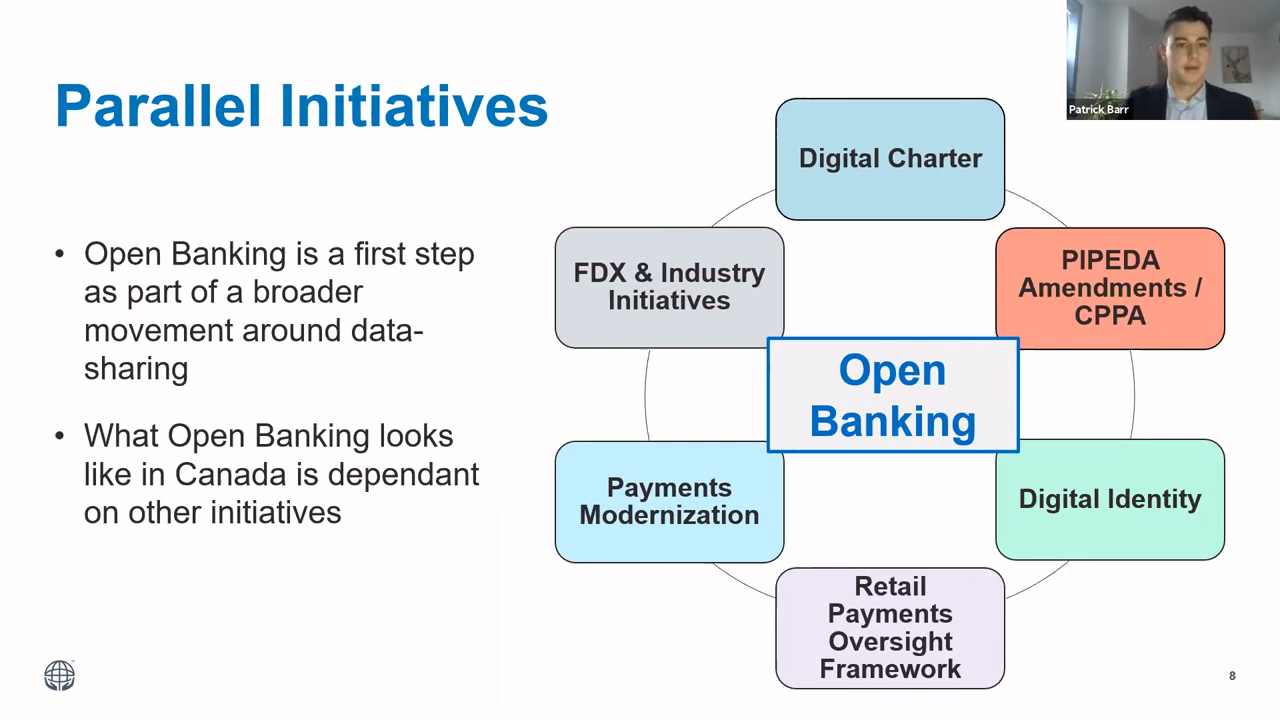 Parallel Initiatives
Patrick Barr
• Open Banking is a first step
as part of a broader
movement around data-
sharing
• What Open Banking looks
like in Canada is dependant
on other initiatives
Digital Charter
FDX & Industry
Initiatives
PIPEDA
Amendments /
CPPA
Open
Banking
Payments
Modernization
Digital Identity
Retail
Payments
Oversight
Framework
8